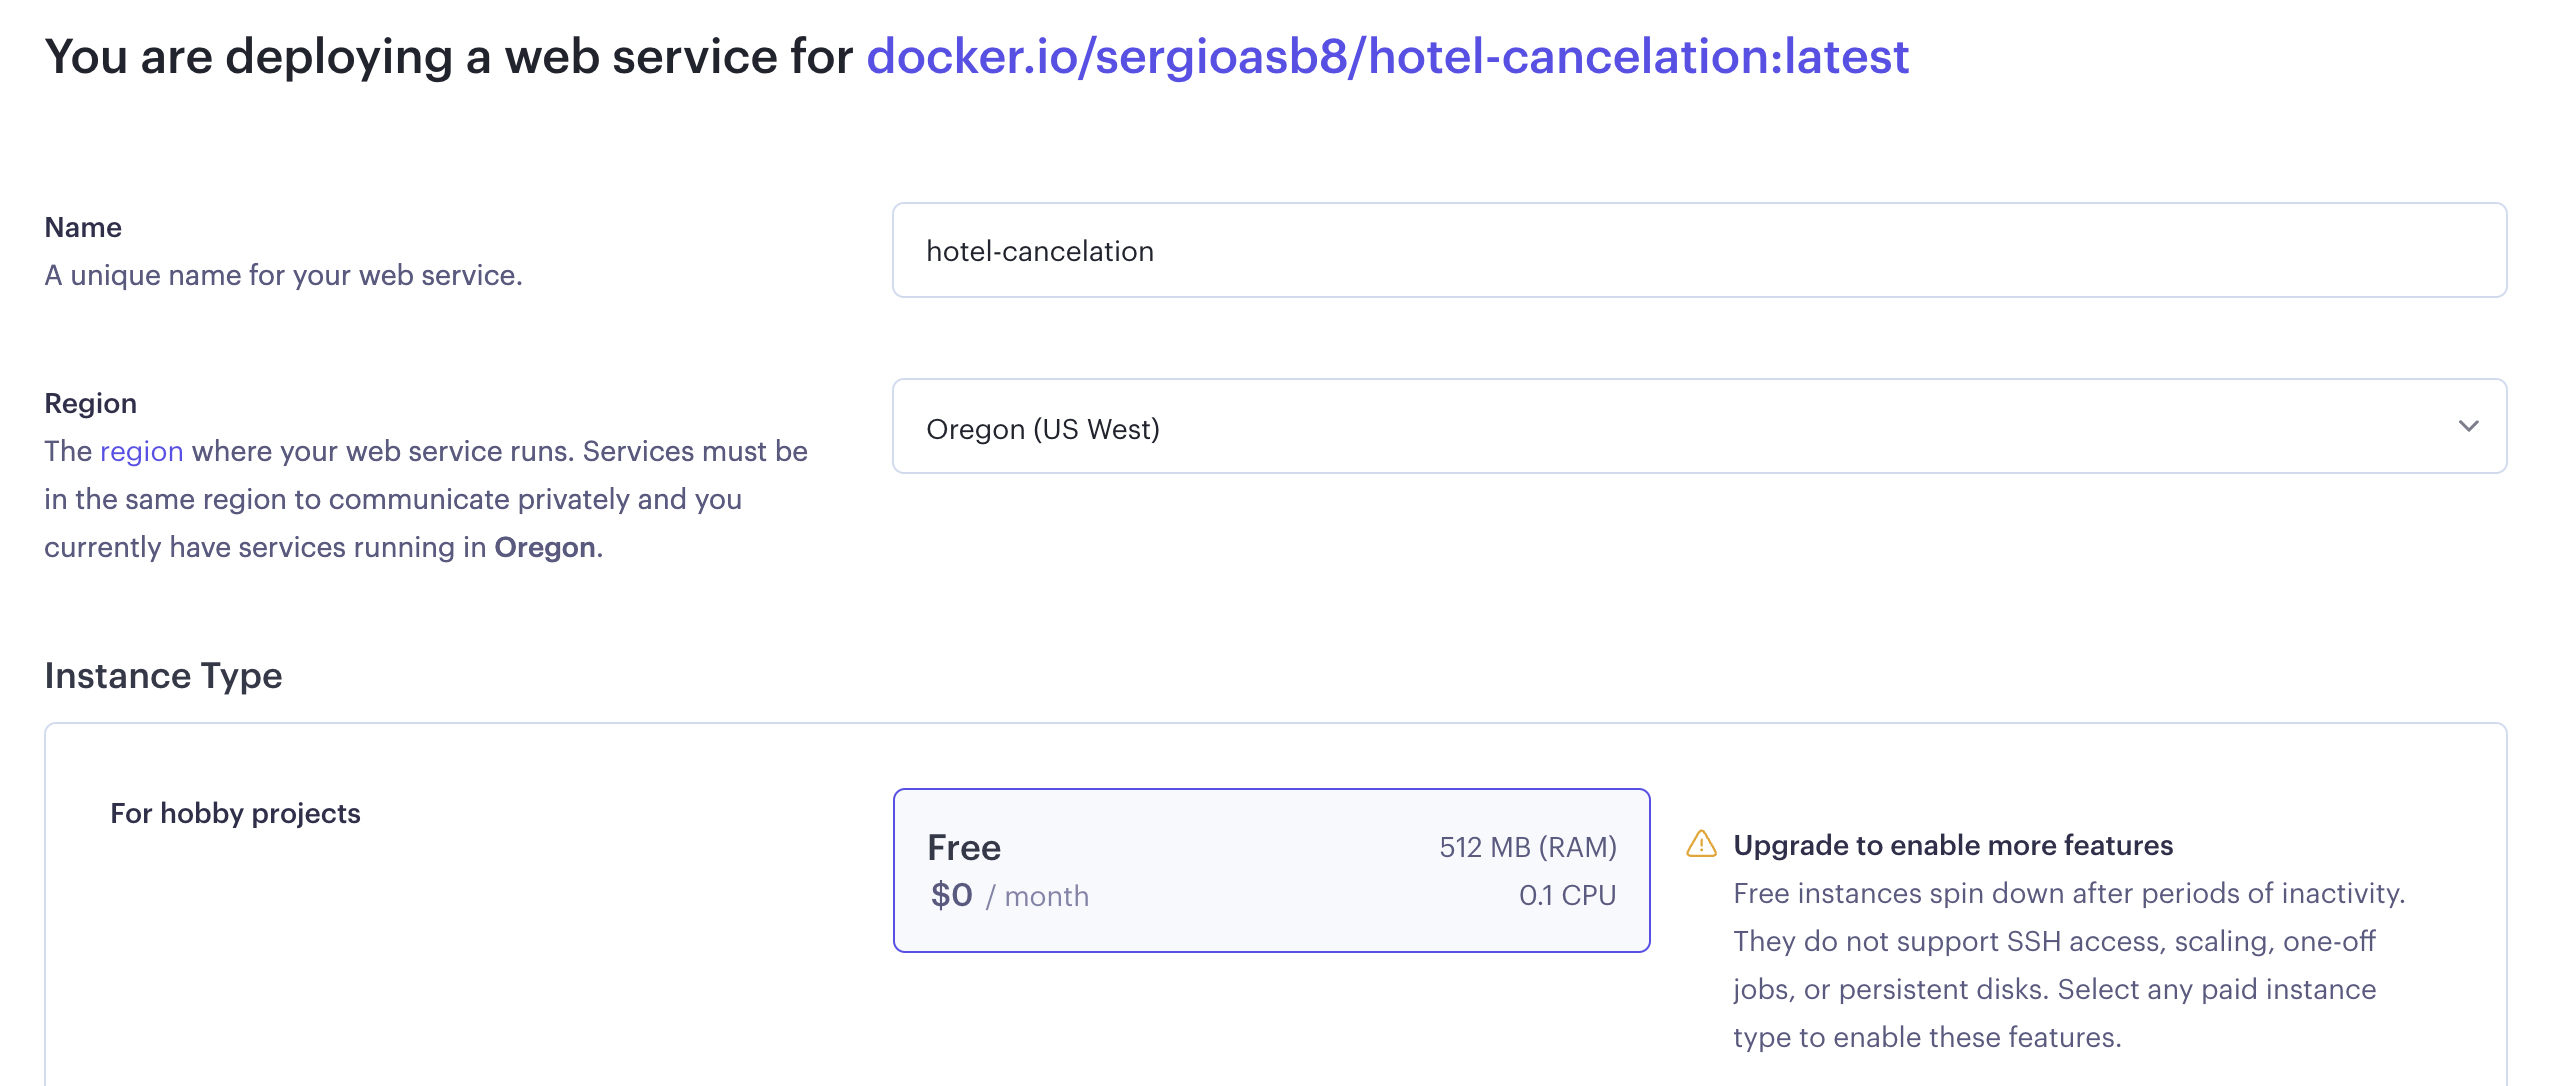 You are deploying a web service for docker.io/sergioasb8/hotel-cancelation:latest
Name
A unique name for your web service.
hotel-cancelation
Region
The region where your web service runs. Services must be
in the same region to communicate privately and you
currently have services running in Oregon.
Oregon (US West)
Instance Type
For hobby projects
Free
512 MB (RAM)
$0 / month
0.1 CPU
Upgrade to enable more features
Free instances spin down after periods of inactivity.
They do not support SSH access, scaling, one-off
jobs, or persistent disks. Select any paid instance
type to enable these features.